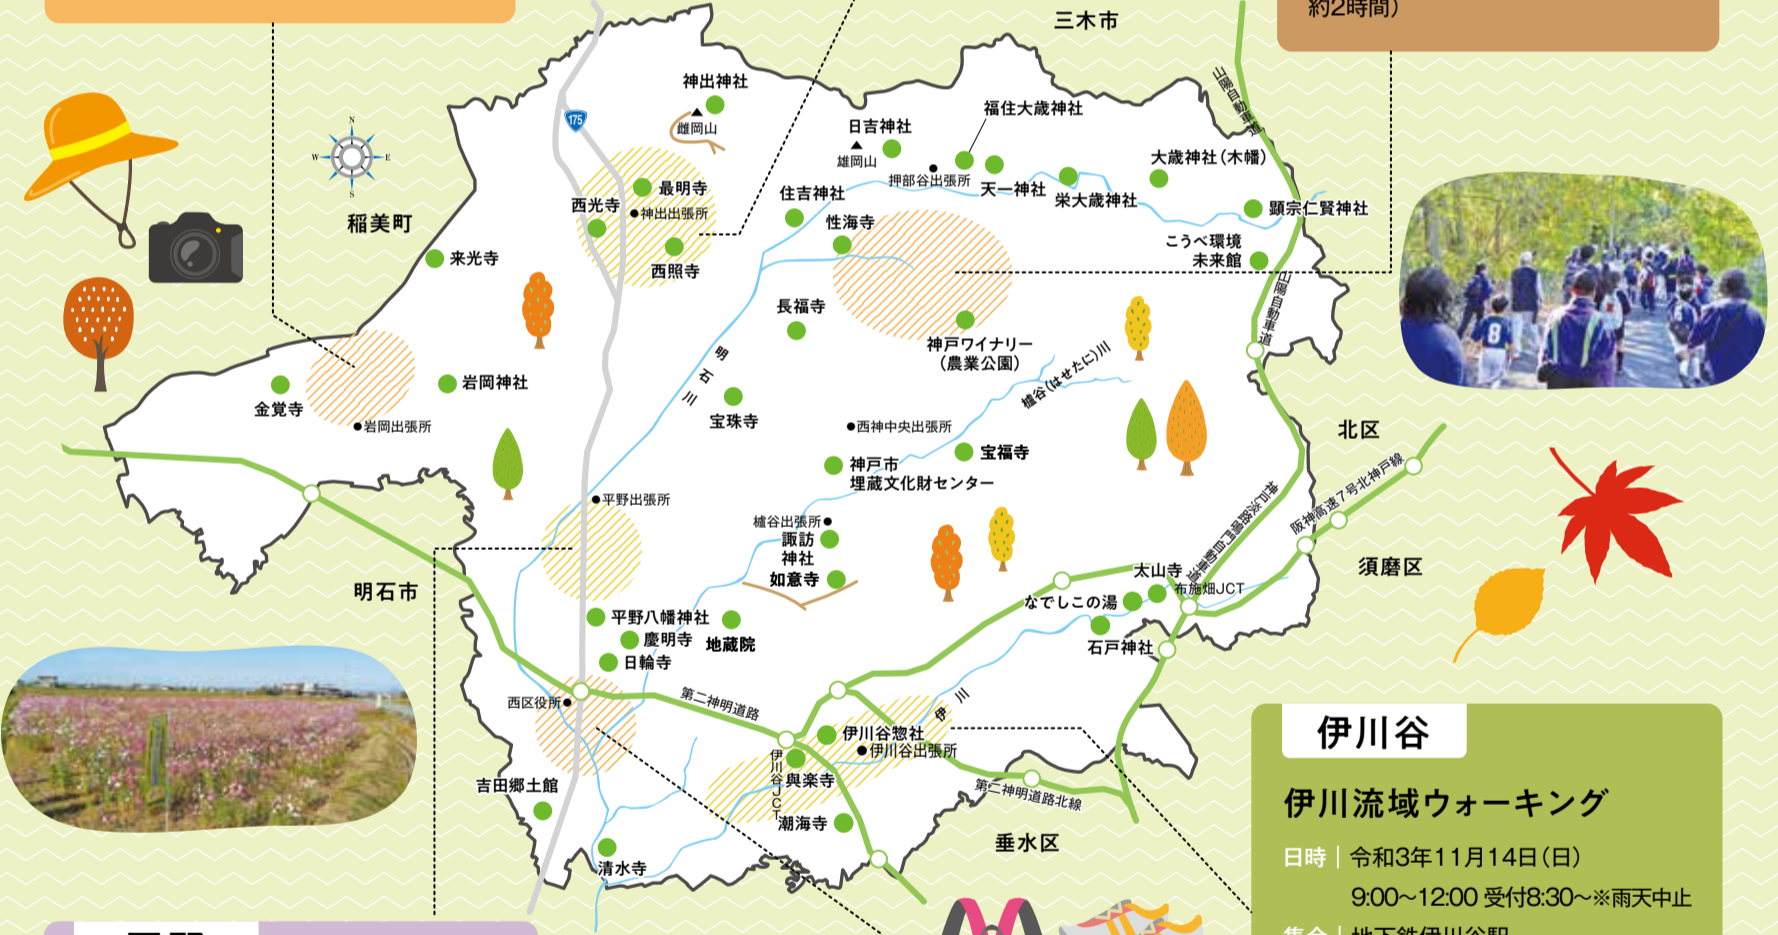 約2時間）
三木市
山陽自動車道
神出神社
雌岡山
175
福住大歳神社
日吉神社
雄岡山
押部谷出張所
天一神社
栄大歳神社
大歳神社（木幡）
顕宗仁賢神社
こうべ環境
未来館
山陽自動車道
N
W
E
S
稲美町
最明寺
西光寺
神出出張所
西照寺
住吉神社
性海寺
来光寺
長福寺
神戸ワイナリー
（農業公園）
明石川
櫨谷（はせたに）川
金覚寺
岩岡神社
岩岡出張所
宝珠寺
西神中央出張所
宝福寺
神戸市
埋蔵文化財センター
北区
阪神高速7号北神戸線
神戸淡路鳴門自動車道
平野出張所
櫨谷出張所
諏訪
神社
如意寺
須磨区
明石市
太山寺
布施畑JCT
なでしこの湯
石戸神社
平野八幡神社
慶明寺
日輪寺
地蔵院
8
西区役所
第二神明道路
伊川
伊川谷惣社
伊川谷出張所
伊川谷JCT
與楽寺
潮海寺
第二神明道路北線
吉田郷土館
清水寺
垂水区
伊川谷
伊川流域ウォーキング
日時 令和3年11月14日（日）
9:00～12:00 受付8:30～※雨天中止